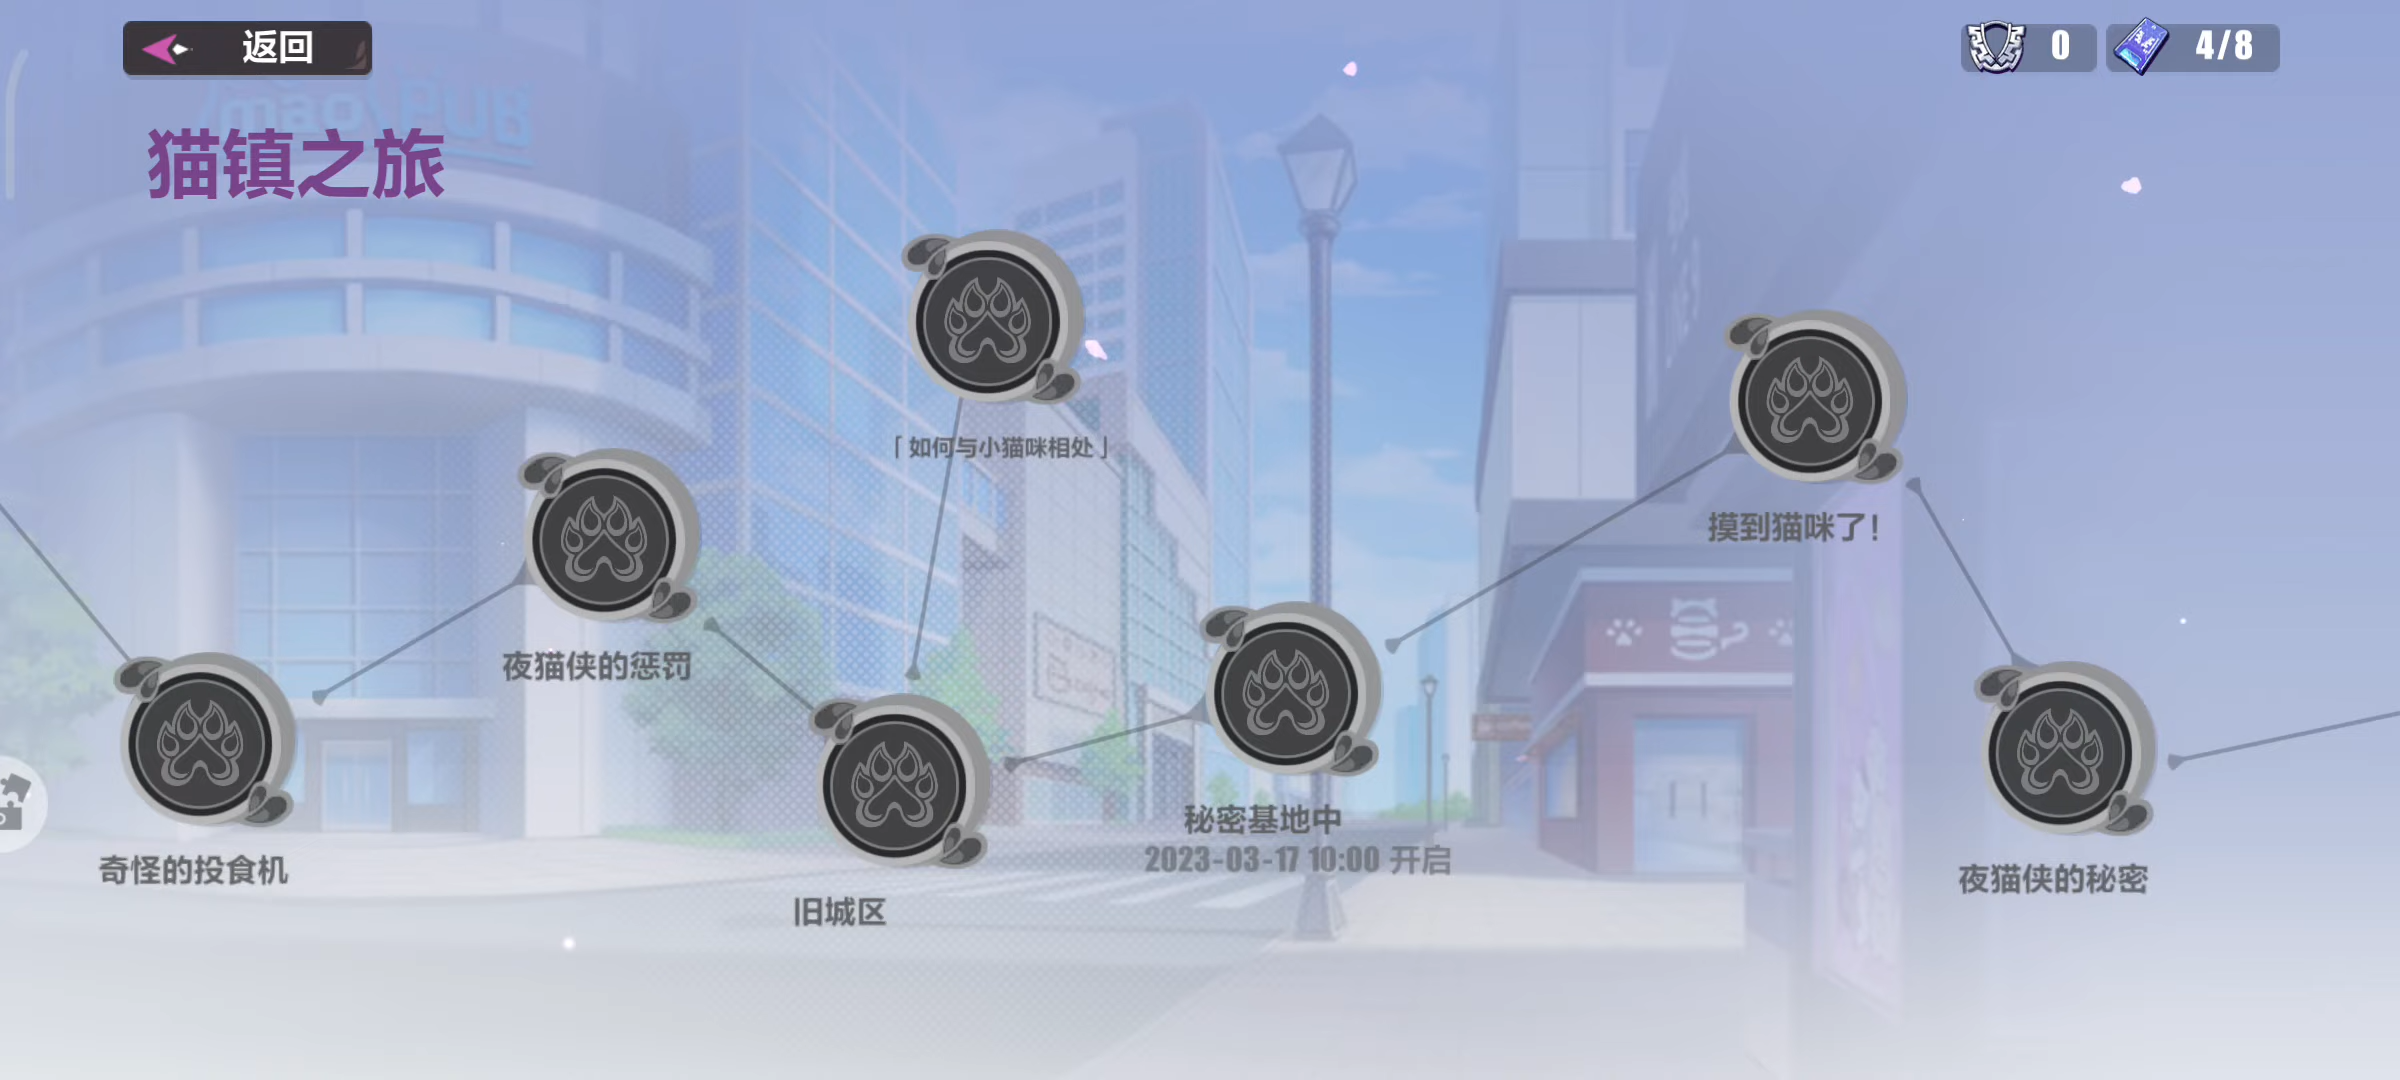 返回
0
4/8
mao PUB
猫镇之旅
「如何与小猫咪相处」
摸到猫咪了!
夜猫侠的惩罚
秘密基地中
2023-03-17 10:00 开启
奇怪的投食机
夜猫侠的秘密
旧城区